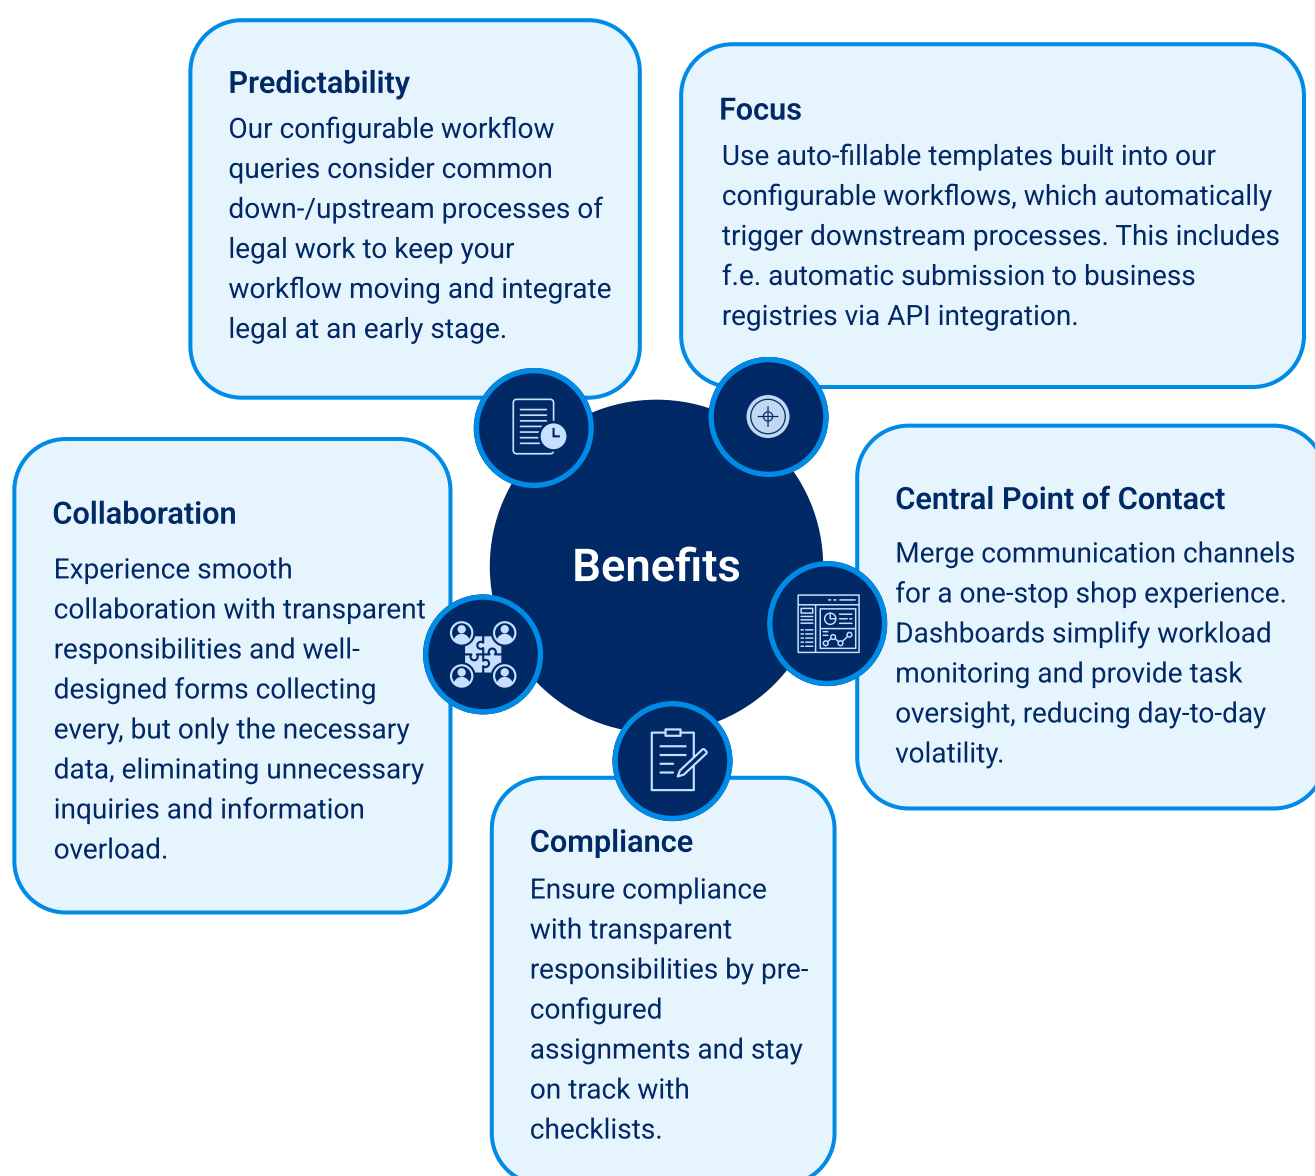 Predictability
Our configurable workflow
queries consider common
down-/upstream processes of
legal work to keep your
workflow moving and integrate
legal at an early stage.
Focus
Use auto-fillable templates built into our
configurable workflows, which automatically
trigger downstream processes. This includes
f.e. automatic submission to business
registries via API integration.
Benefits
Collaboration
Experience smooth
collaboration with transparent
responsibilities and well-
designed forms collecting
every, but only the necessary
data, eliminating unnecessary
inquiries and information
overload.
Central Point of Contact
Merge communication channels
for a one-stop shop experience.
Dashboards simplify workload
monitoring and provide task
oversight, reducing day-to-day
volatility.
Compliance
Ensure compliance
with transparent
responsibilities by pre-
configured
assignments and stay
on track with
checklists.